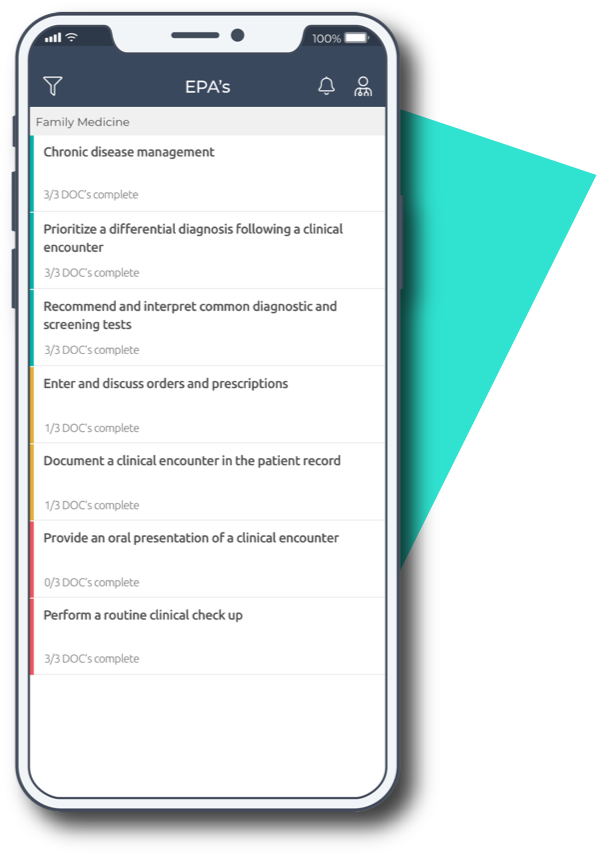 100%
EPA's
Family Medicine
Chronic disease management
3/3 DOC's complete
Prioritize a differential diagnosis following a clinical
encounter
3/3 DOC's complete
Recommend and interpret common diagnostic and
screening tests
3/3 DOC's complete
Enter and discuss orders and prescriptions
1/3 DOC's complete
Document a clinical encounter in the patient record
1/3 DOC's complete
Provide an oral presentation of a clinical encounter
0/3 DOC's complete
Perform a routine clinical check up
3/3 DOC's complete